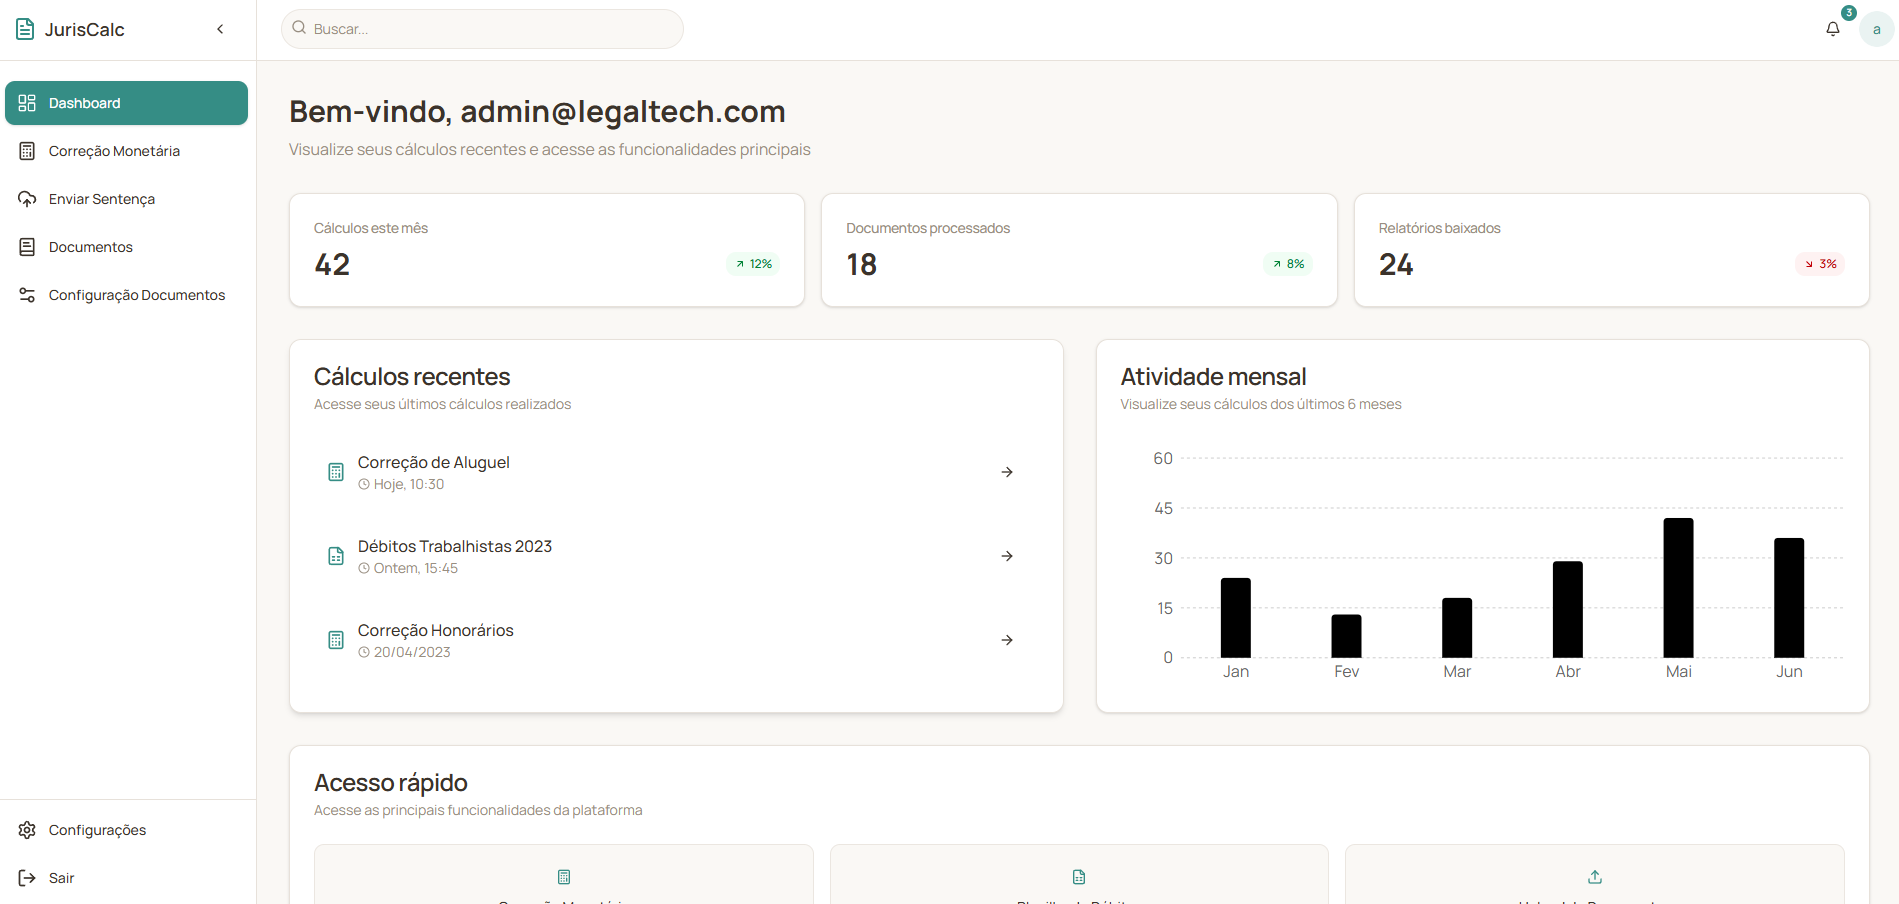 JurisCalc
Buscar...
3
a
Dashboard
Correção Monetária
Enviar Sentença
Documentos
Configuração Documentos
Configurações
Sair
Bem-vindo, admin@legaltech.com
Visualize seus cálculos recentes e acesse as funcionalidades principais
Cálculos este mês
42
12%
Documentos processados
18
8%
Relatórios baixados
24
3%
Cálculos recentes
Acesse seus últimos cálculos realizados
Correção de Aluguel
Hoje, 10:30
Débitos Trabalhistas 2023
Ontem, 15:45
Correção Honorários
20/04/2023
Atividade mensal
Visualize seus cálculos dos últimos 6 meses
60
45
30
15
0
Jan Fev Mar Abr Mai Jun
Acesso rápido
Acesse as principais funcionalidades da plataforma